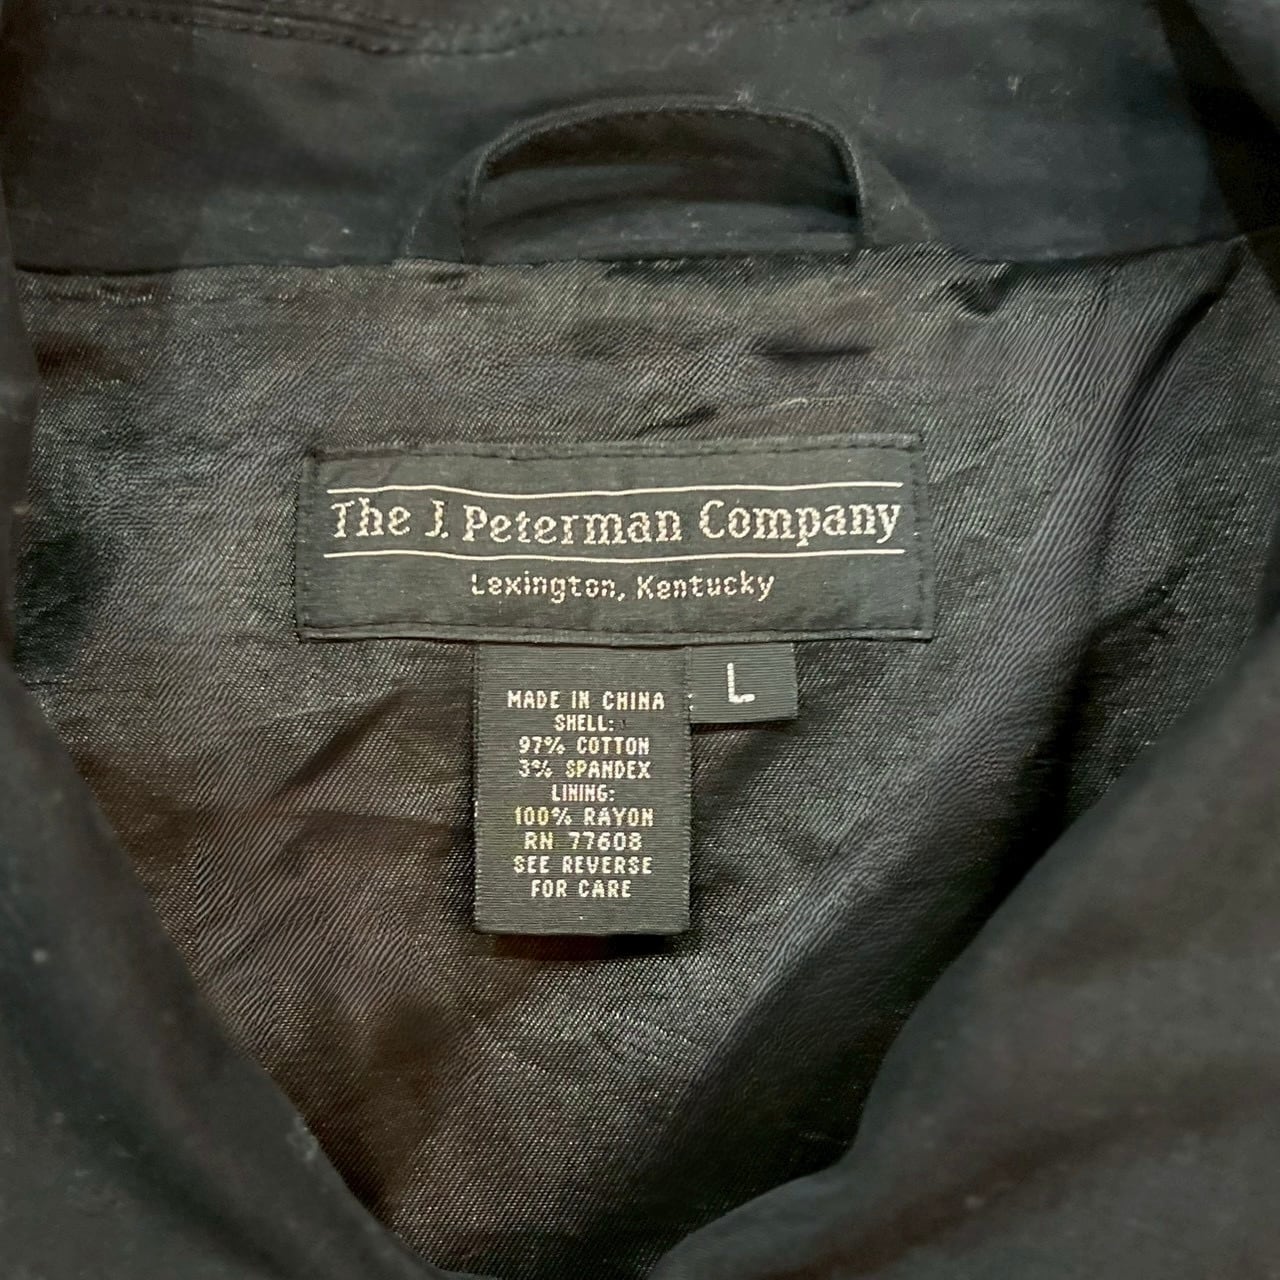 The J. Peterman Company
Lexington, Kentucky
L
MADE IN CHINA
SHELL:
97% COTTON
3% SPANDEX
LINING:
100% RAYON
RN 77608
SEE REVERSE
FOR CARE